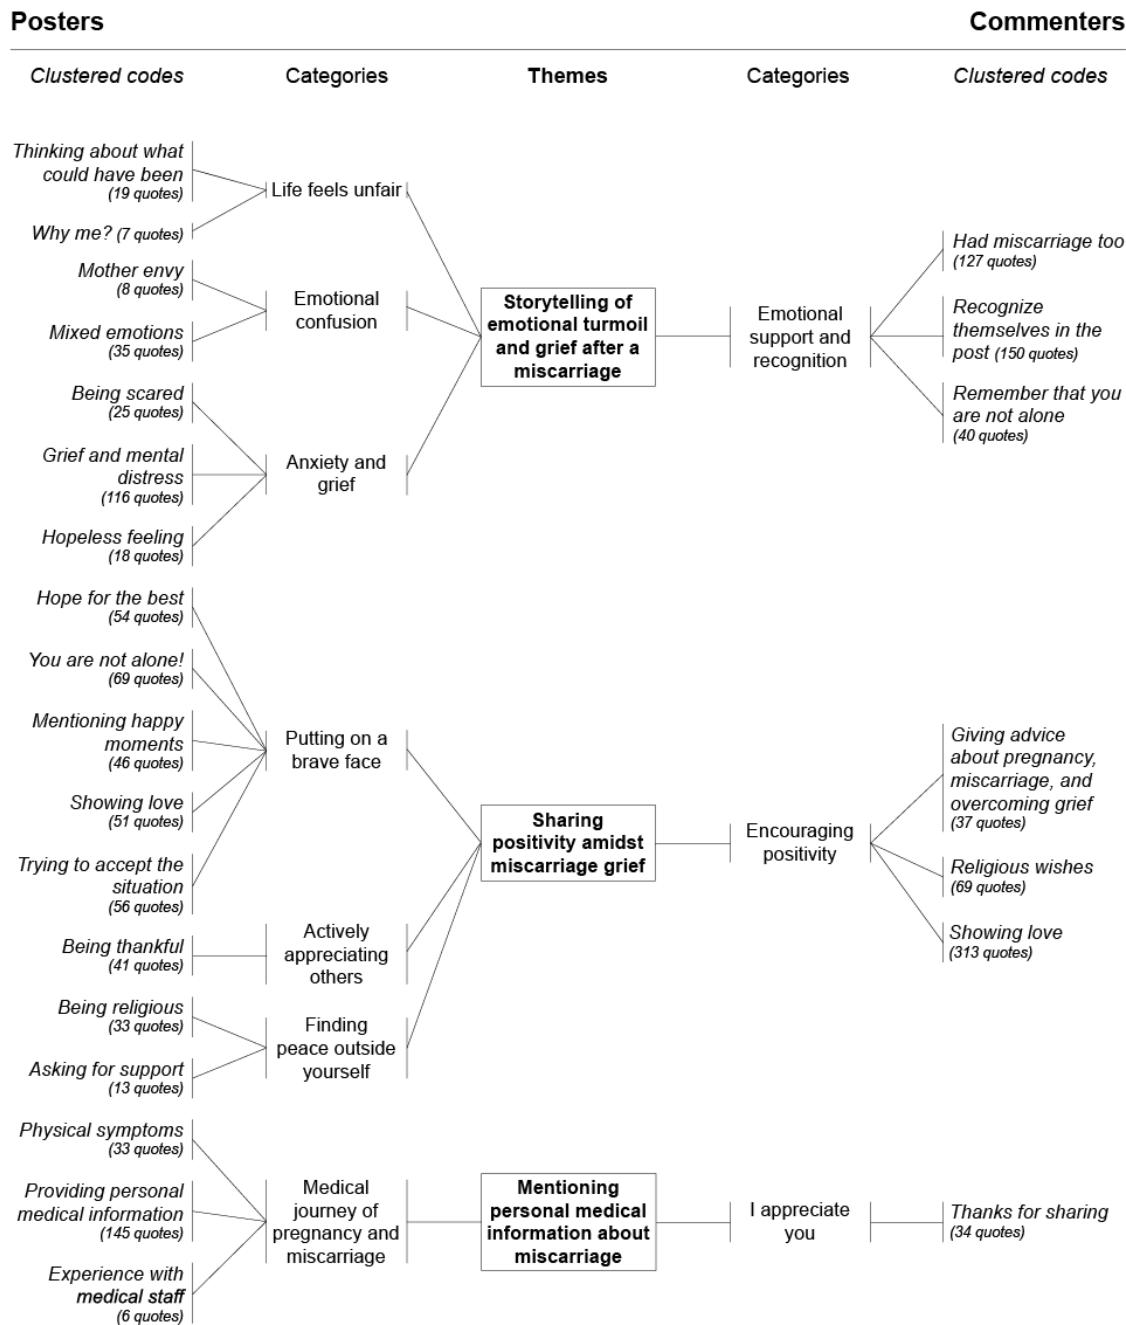 Posters
Commenters
Clustered codes
Categories
Themes
Categories
Clustered codes
Thinking about what
could have been
(19 quotes)
Why me? (7 quotes)
Life feels unfair
Mother envy
(8 quotes)
Mixed emotions
(35 quotes)
Emotional
confusion
Being scared
(25 quotes)
Grief and mental
distress
(116 quotes)
Hopeless feeling
(18 quotes)
Anxiety and
grief
Storytelling of
emotional turmoil
and grief after a
miscarriage
Emotional
support and
recognition
Had miscarriage too
(127 quotes)
Recognize
themselves in the
post (150 quotes)
Remember that you
are not alone
(40 quotes)
Hope for the best
(54 quotes)
You are not alone!
(69 quotes)
Mentioning happy
moments
(46 quotes)
Showing love
(51 quotes)
Trying to accept the
situation
(56 quotes)
Putting on a
brave face
Being thankful
(41 quotes)
Actively
appreciating
others
Being religious
(33 quotes)
Asking for support
(13 quotes)
Finding
peace outside
yourself
Sharing
positivity amidst
miscarriage grief
Encouraging
positivity
Giving advice
about pregnancy,
miscarriage, and
overcoming grief
(37 quotes)
Religious wishes
(69 quotes)
Showing love
(313 quotes)
Physical symptoms
(33 quotes)
Providing personal
medical information
(145 quotes)
Experience with
medical staff
(6 quotes)
Medical
journey of
pregnancy and
miscarriage
Mentioning
personal medical
information about
miscarriage
I appreciate
you
Thanks for sharing
(34 quotes)